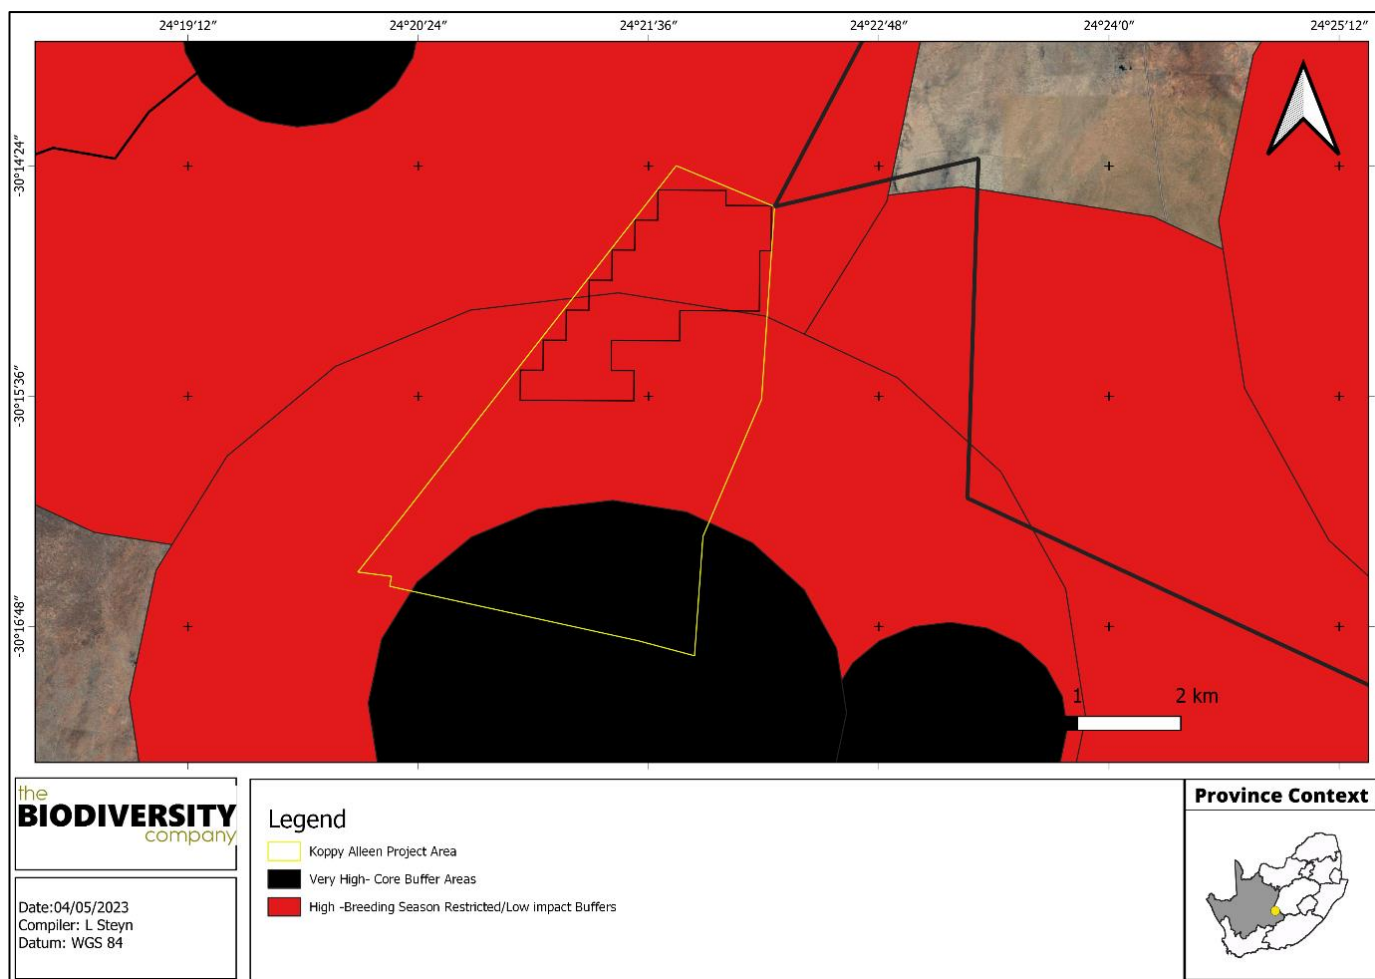 24°19′12″ 24°20′24″ 24°21′36″ 24°22′48″ 24°24′0″ 24°25′12″
-30°14′24″
-30°15′36″
-30°16′48″
1 2 km
the
BIODIVERSITY
company
Date:04/05/2023
Compiler: L Steyn
Datum: WGS 84
Legend
Koppy Alleen Project Area
Very High- Core Buffer Areas
High -Breeding Season Restricted/Low impact Buffers
Province Context